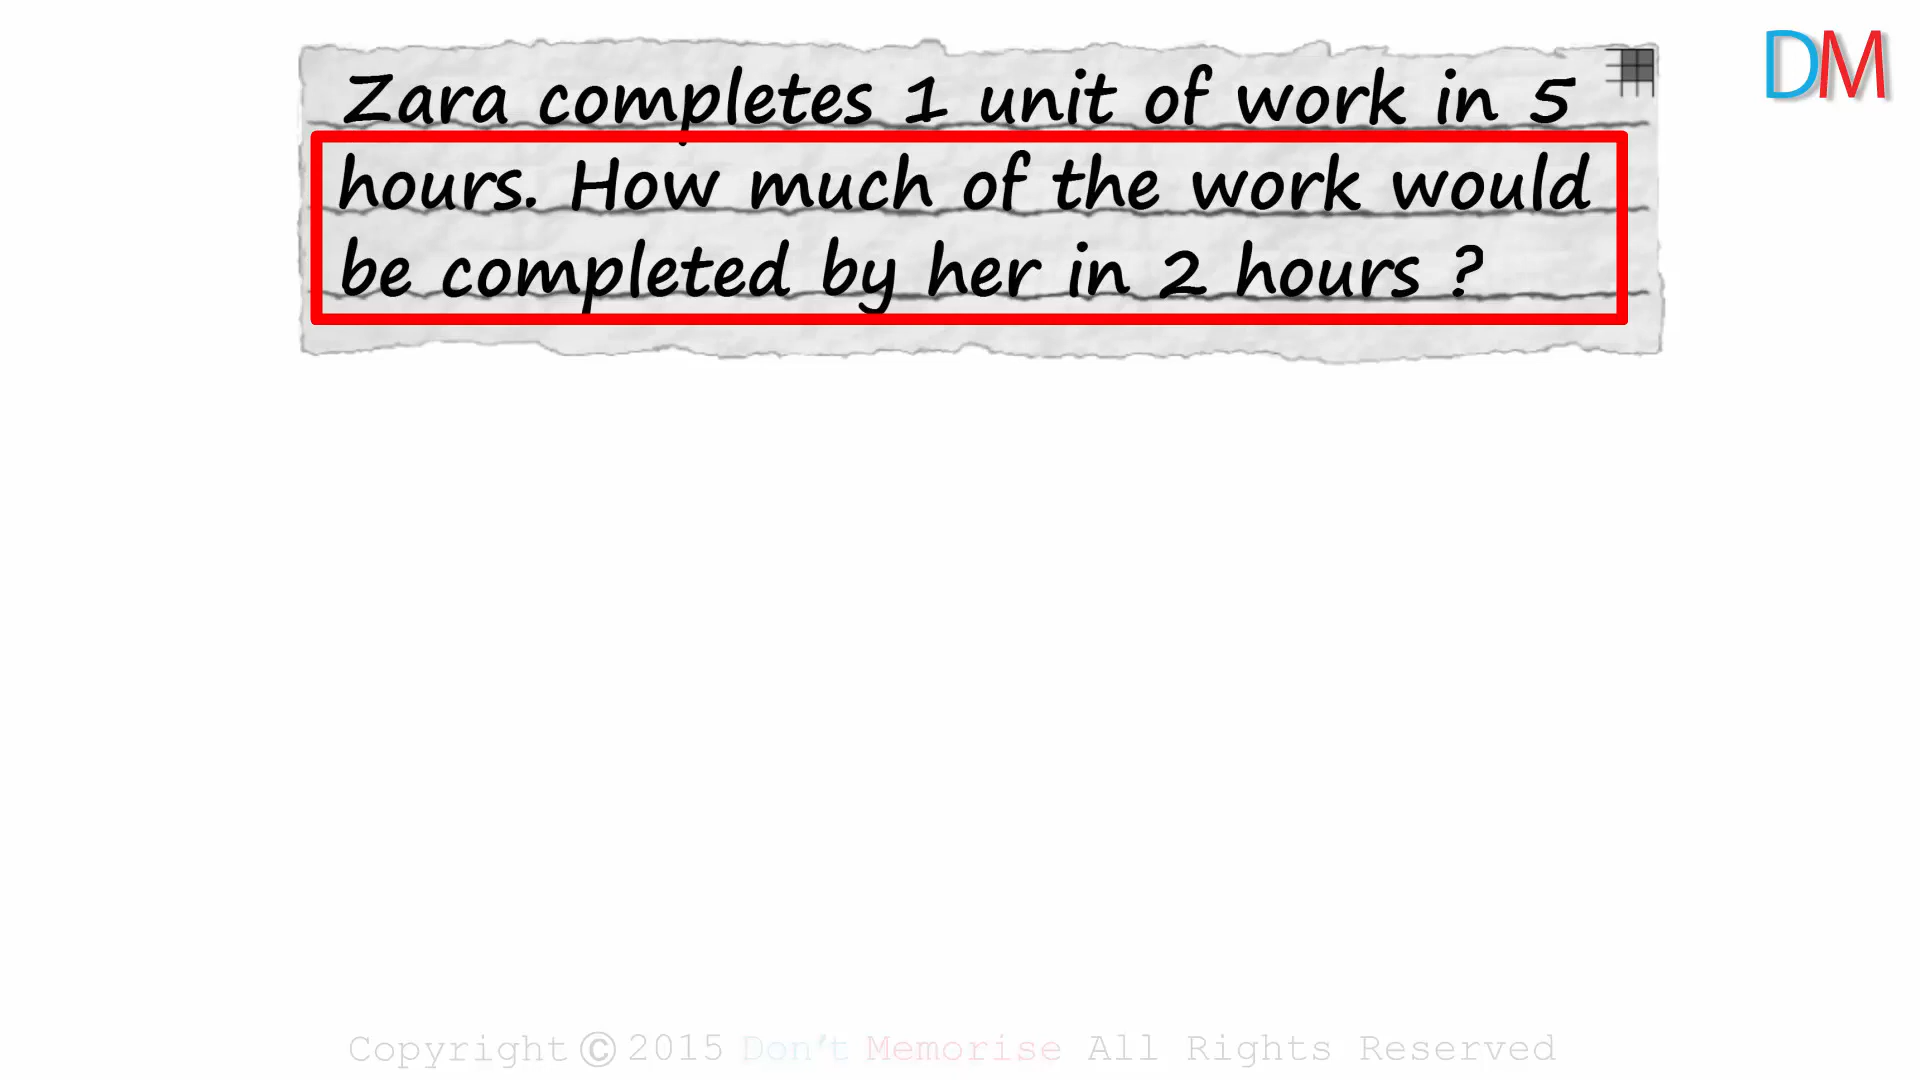 DM
Zara completes 1 unit of work in 5
hours. How much of the work would
be completed by her in 2 hours ?
Copyright © 2015 Don't Memorise All Rights Reserved